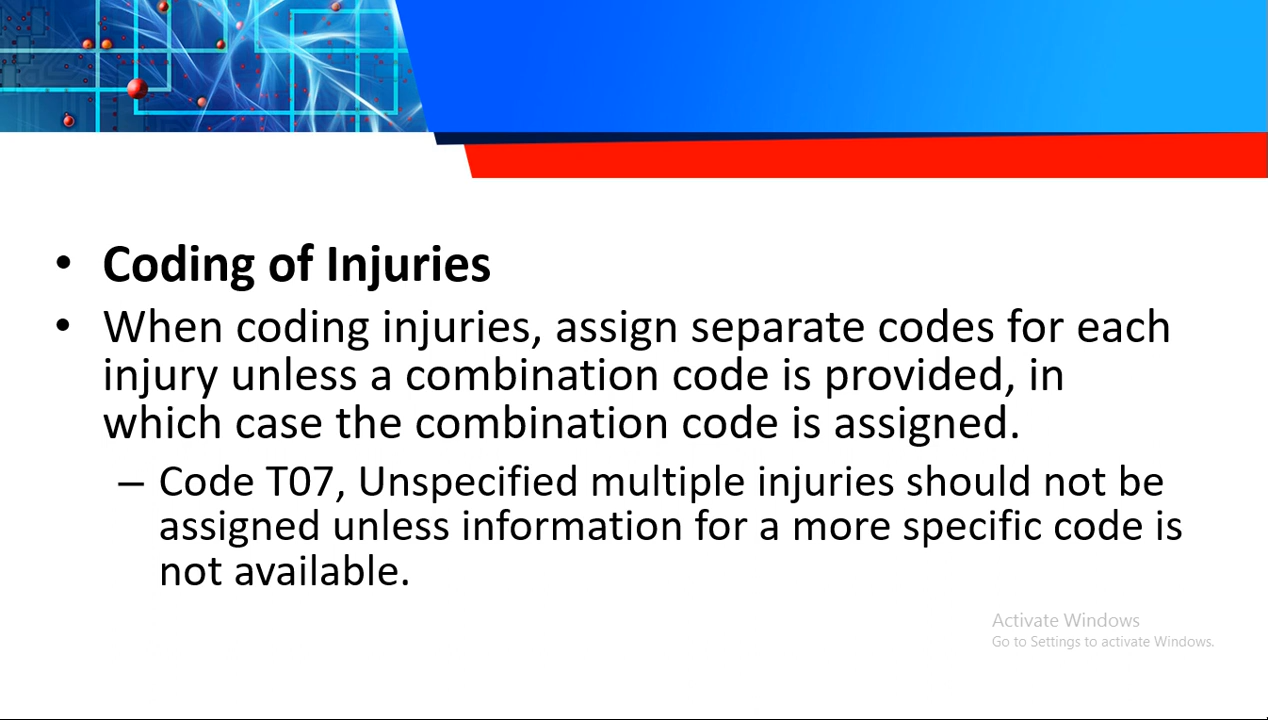 • Coding of Injuries
• When coding injuries, assign separate codes for each
injury unless a combination code is provided, in
which case the combination code is assigned.
– Code T07, Unspecified multiple injuries should not be
assigned unless information for a more specific code is
not available.
Activate Windows
Go to Settings to activate Windows.